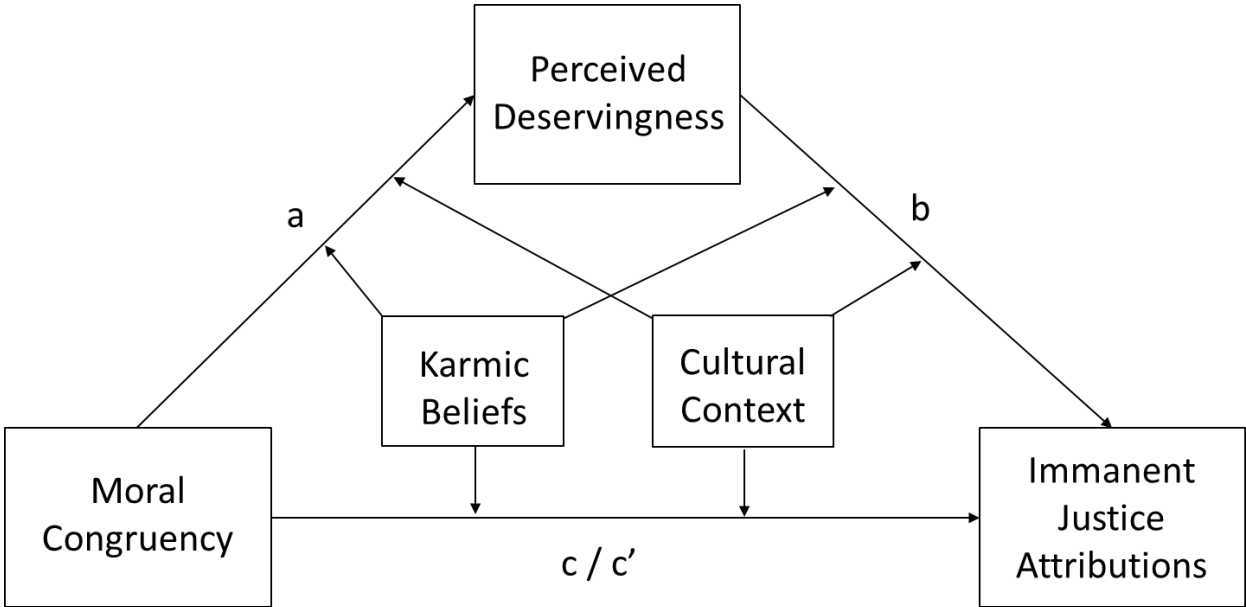 Perceived
Deservingness
a
b
Karmic
Beliefs
Cultural
Context
Moral
Congruency
Immanent
Justice
Attributions
c / c’